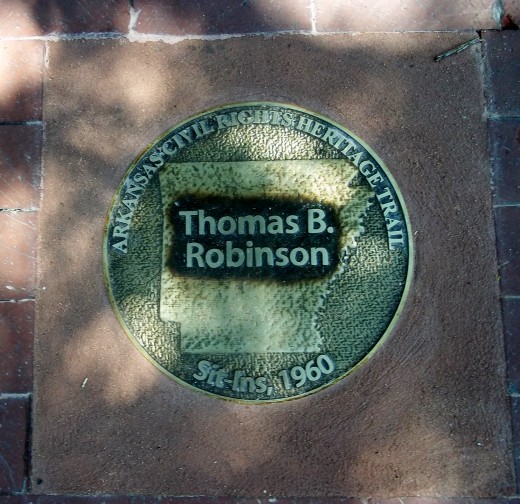 ARKANSAS CIVIL RIGHTS HERITAGE TRAIL
Thomas B.
Robinson
Sit-Ins, 1960